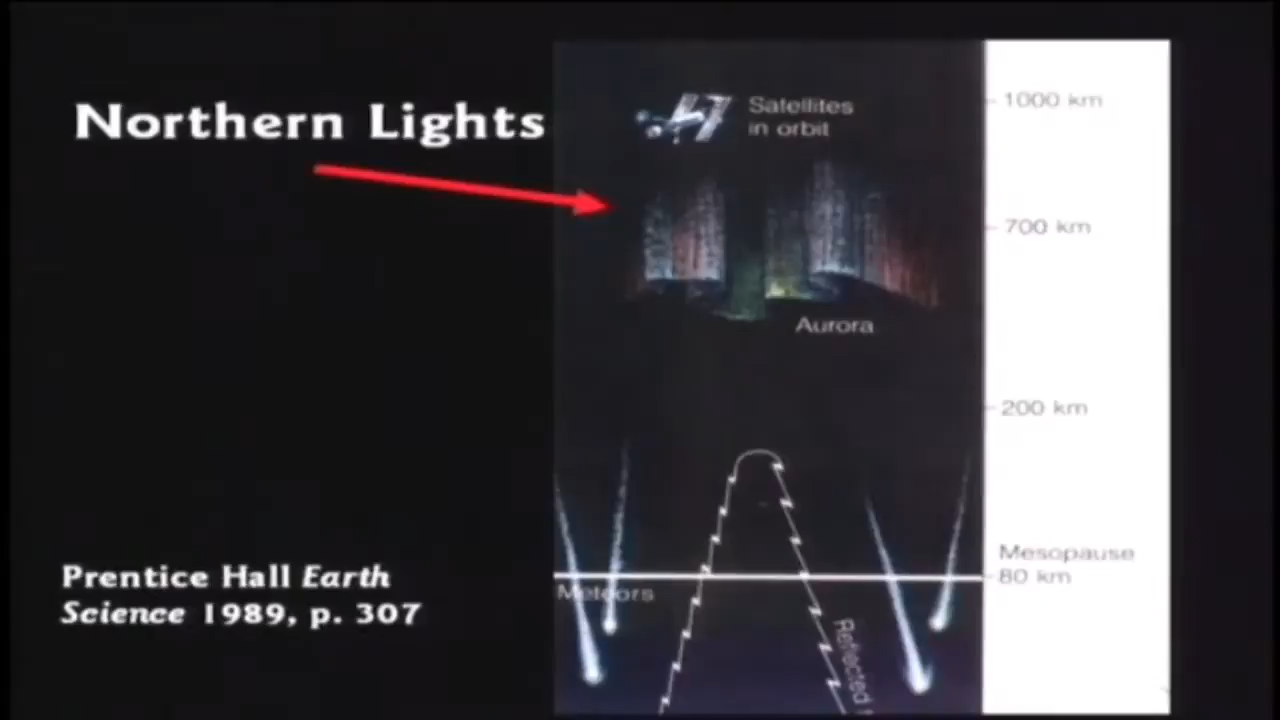 Northern Lights
Satellites
in orbit
1000 km
700 km
Aurora
200 km
Mesopause
80 km
Meteors
Reflected
Prentice Hall Earth
Science 1989, p. 307